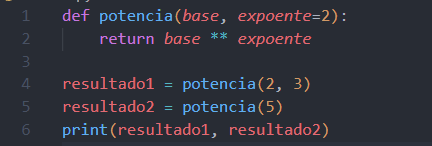 1 def potencia(base, expoente=2):
2     return base ** expoente
3
4 resultado1 = potencia(2, 3)
5 resultado2 = potencia(5)
6 print(resultado1, resultado2)